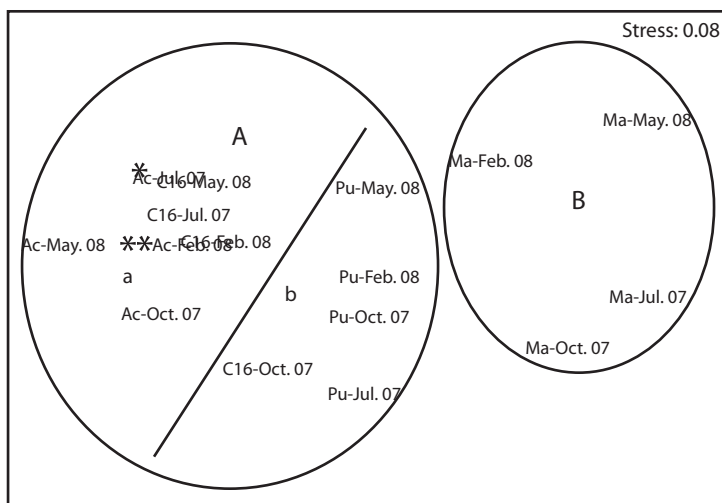 Stress: 0.08
A
Ma-May. 08
Ma-Feb. 08
Ac-Jul. 07
C16-May. 08
Pu-May. 08
B
C16-Jul. 07
Ac-May. 08
Ac-Feb. 08
C16-Feb. 08
a
Pu-Feb. 08
b
Ma-Jul. 07
Ac-Oct. 07
Pu-Oct. 07
Ma-Oct. 07
C16-Oct. 07
Pu-Jul. 07